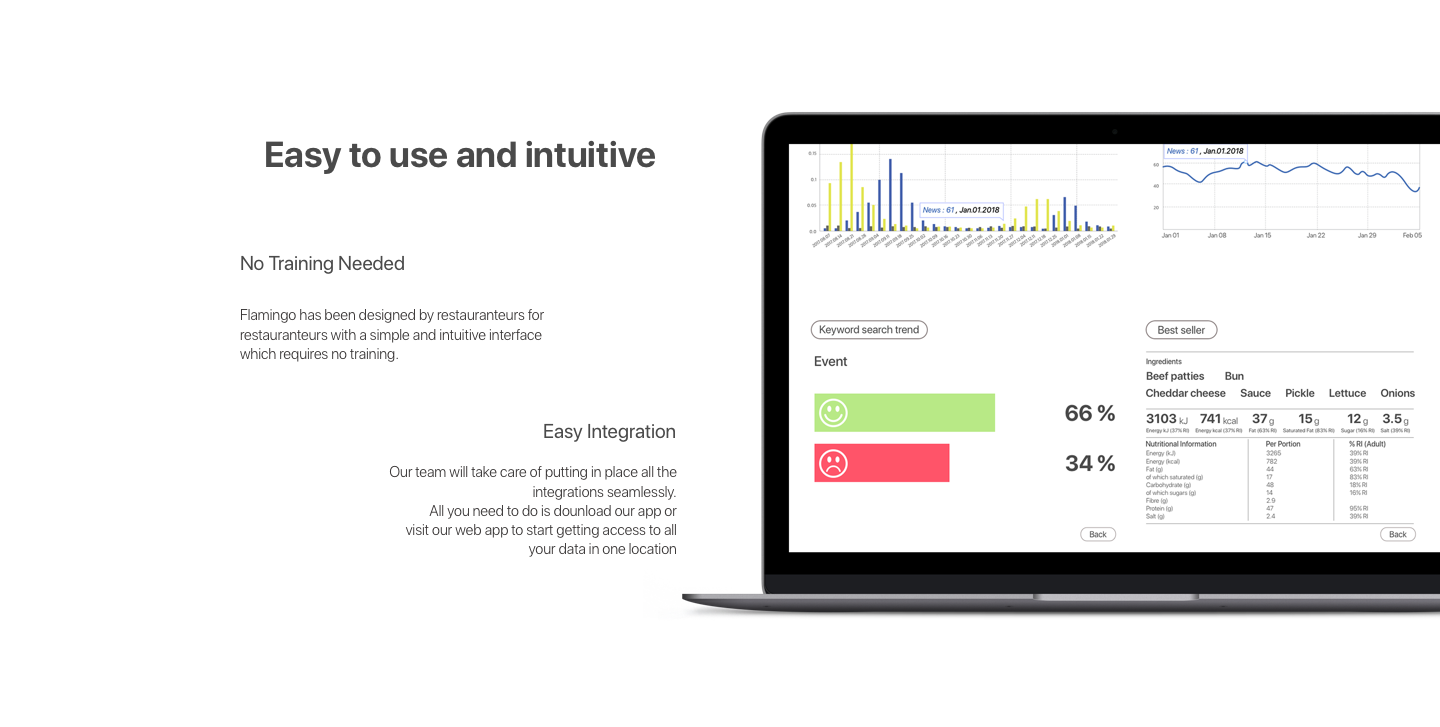 Easy to use and intuitive
No Training Needed
Flamingo has been designed by restauranteurs for
restauranteurs with a simple and intuitive interface
which requires no training.
Easy Integration
Our team will take care of putting in place all the
integrations seamlessly.
All you need to do is dounload our app or
visit our web app to start getting access to all
your data in one location
0.15
0.1
0.05
0.0
News : 61 , Jan.01.2018
News : 61 , Jan.01.2018
60
40
20
Jan 01 Jan 08 Jan 15 Jan 22 Jan 29 Feb 05
Keyword search trend
Event
66 %
34 %
Back
Best seller
Ingredients
Beef patties Bun
Cheddar cheese Sauce Pickle Lettuce Onions
3103 kJ 741 kcal 37 g 15 g 12 g 3.5 g
Energy kJ (37% RI) Energy kcal (37% RI) Fat (63% RI) Saturated Fat (83% RI) Sugar (16% RI) Salt (39% RI)
Nutritional Information Per Portion % RI (Adult)
Energy (kJ) 3265 39% RI
Energy (kcal) 782 39% RI
Fat (g) 44 63% RI
of which saturated (g) 17 83% RI
Carbohydrate (g) 48 18% RI
of which sugars (g) 14 16% RI
Fibre (g) 2.9
Protein (g) 47 95% RI
Salt (g) 2.4 39% RI
Back